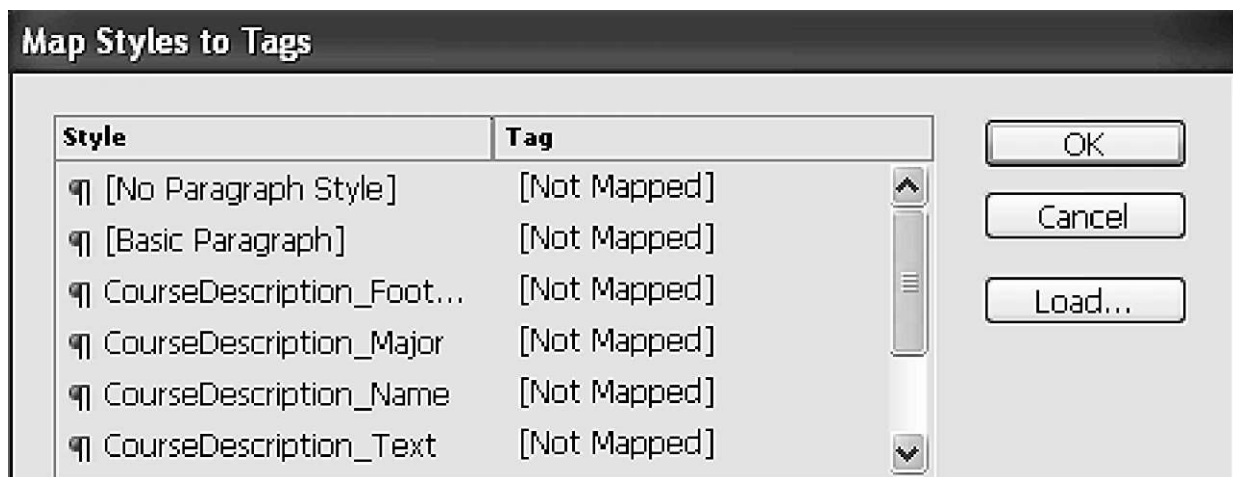 Map Styles to Tags
Style Tag
¶ [No Paragraph Style] [Not Mapped]
¶ [Basic Paragraph] [Not Mapped]
¶ CourseDescription_Foot... [Not Mapped]
¶ CourseDescription_Major [Not Mapped]
¶ CourseDescription_Name [Not Mapped]
¶ CourseDescription_Text [Not Mapped]
OK
Cancel
Load...